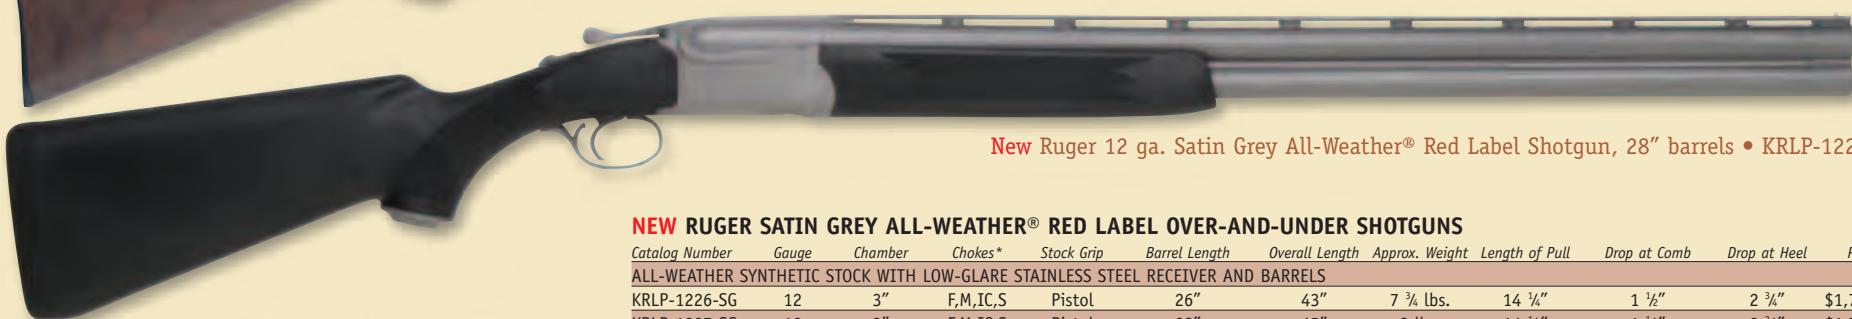 New Ruger 12 ga. Satin Grey All-Weather® Red Label Shotgun, 28" barrels • KRLP-122
NEW RUGER SATIN GREY ALL-WEATHER® RED LABEL OVER-AND-UNDER SHOTGUNS
Catalog Number Gauge Chamber Chokes* Stock Grip Barrel Length Overall Length Approx. Weight Length of Pull Drop at Comb Drop at Heel
ALL-WEATHER SYNTHETIC STOCK WITH LOW-GLARE STAINLESS STEEL RECEIVER AND BARRELS
KRLP-1226-SG 12 3" F,M,IC,S Pistol 26" 43" 7 ¾ lbs. 14 ¼" 1 ½" 2 ¾" $1,7